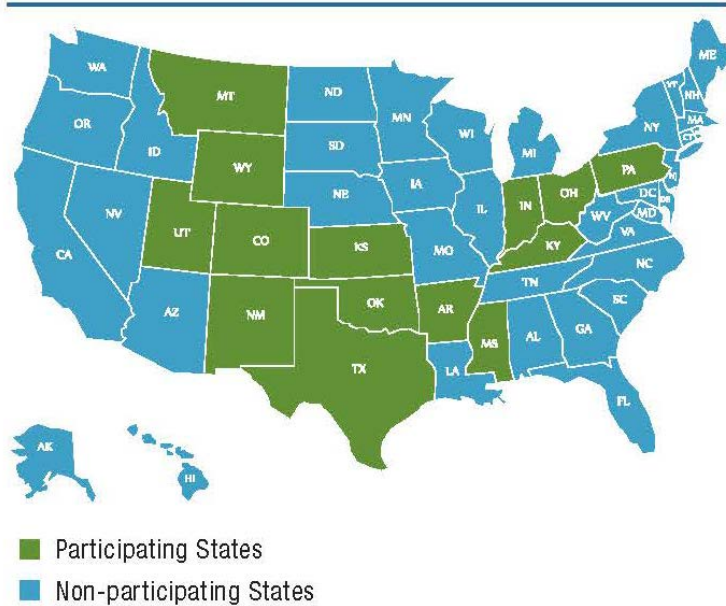 WA
MT
ND
MN
ME
VT
NH
OR
ID
WY
SD
WI
MI
NY
MA
CT
NV
UT
CO
NE
IA
IL
IN
OH
PA
NJ
CA
KS
MO
KY
WV
DC
DE
MD
VA
AZ
NM
OK
AR
TN
NC
SC
TX
LA
MS
AL
GA
FL
AK
HI
Participating States
Non-participating States